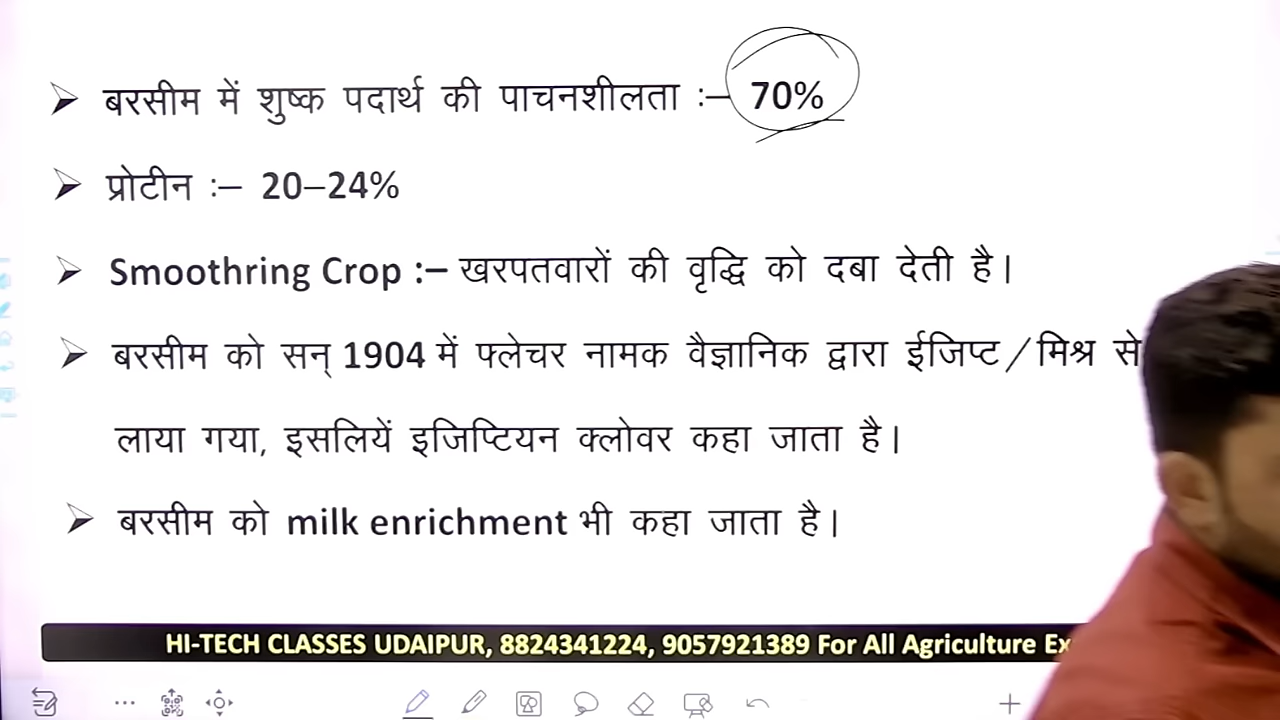 ➢ बरसीम में शुष्क पदार्थ की पाचनशीलता :– 70%
➢ प्रोटीन :– 20–24%
➢ Smoothring Crop :– खरपतवारों की वृद्धि को दबा देती है।
➢ बरसीम को सन् 1904 में फ्लेचर नामक वैज्ञानिक द्वारा ईजिप्ट/मिश्र से
लाया गया, इसलियें इजिप्टियन क्लोवर कहा जाता है।
➢ बरसीम को milk enrichment भी कहा जाता है।
HI-TECH CLASSES UDAIPUR, 8824341224, 9057921389 For All Agriculture